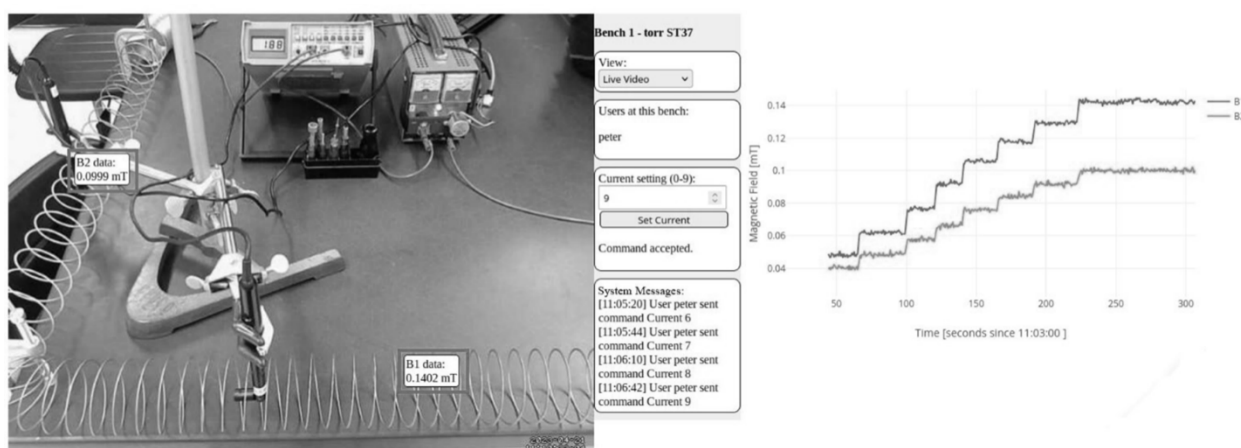 188
B2 data:
0.0999 mT
B1 data:
0.1402 mT
Bench 1 - torr ST37
View:
Live Video
Users at this bench:
peter
Current setting (0-9):
9
Set Current
Command accepted.
System Messages:
[11:05:20] User peter sent
command Current 6
[11:05:44] User peter sent
command Current 7
[11:06:10] User peter sent
command Current 8
[11:06:42] User peter sent
command Current 9
Magnetic Field [mT]
0.14
0.12
0.1
0.08
0.06
0.04
50
100
150
200
250
300
Time [seconds since 11:03:00 ]